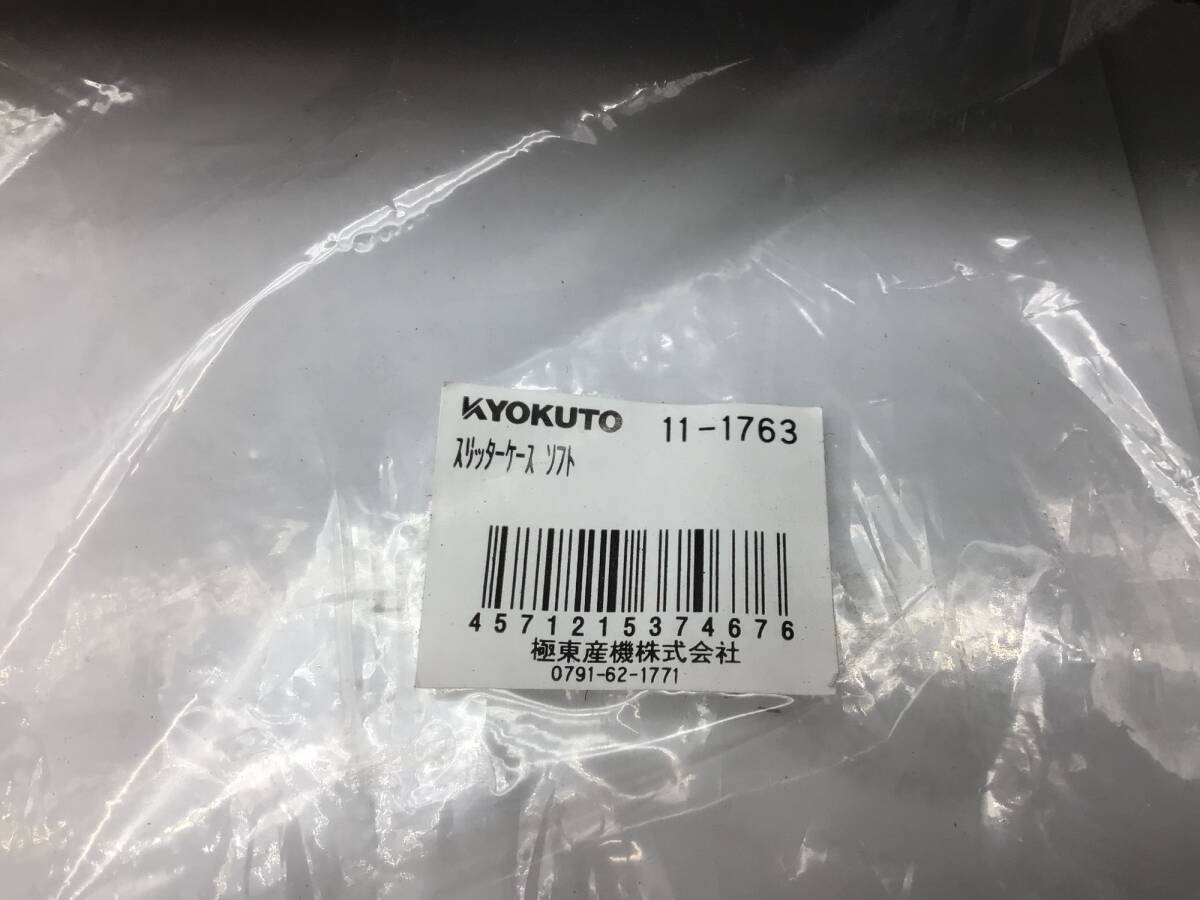 KYOKUTO 11-1763
スリッターケース ソフト
4571215374676
極東産機株式会社
0791-62-1771